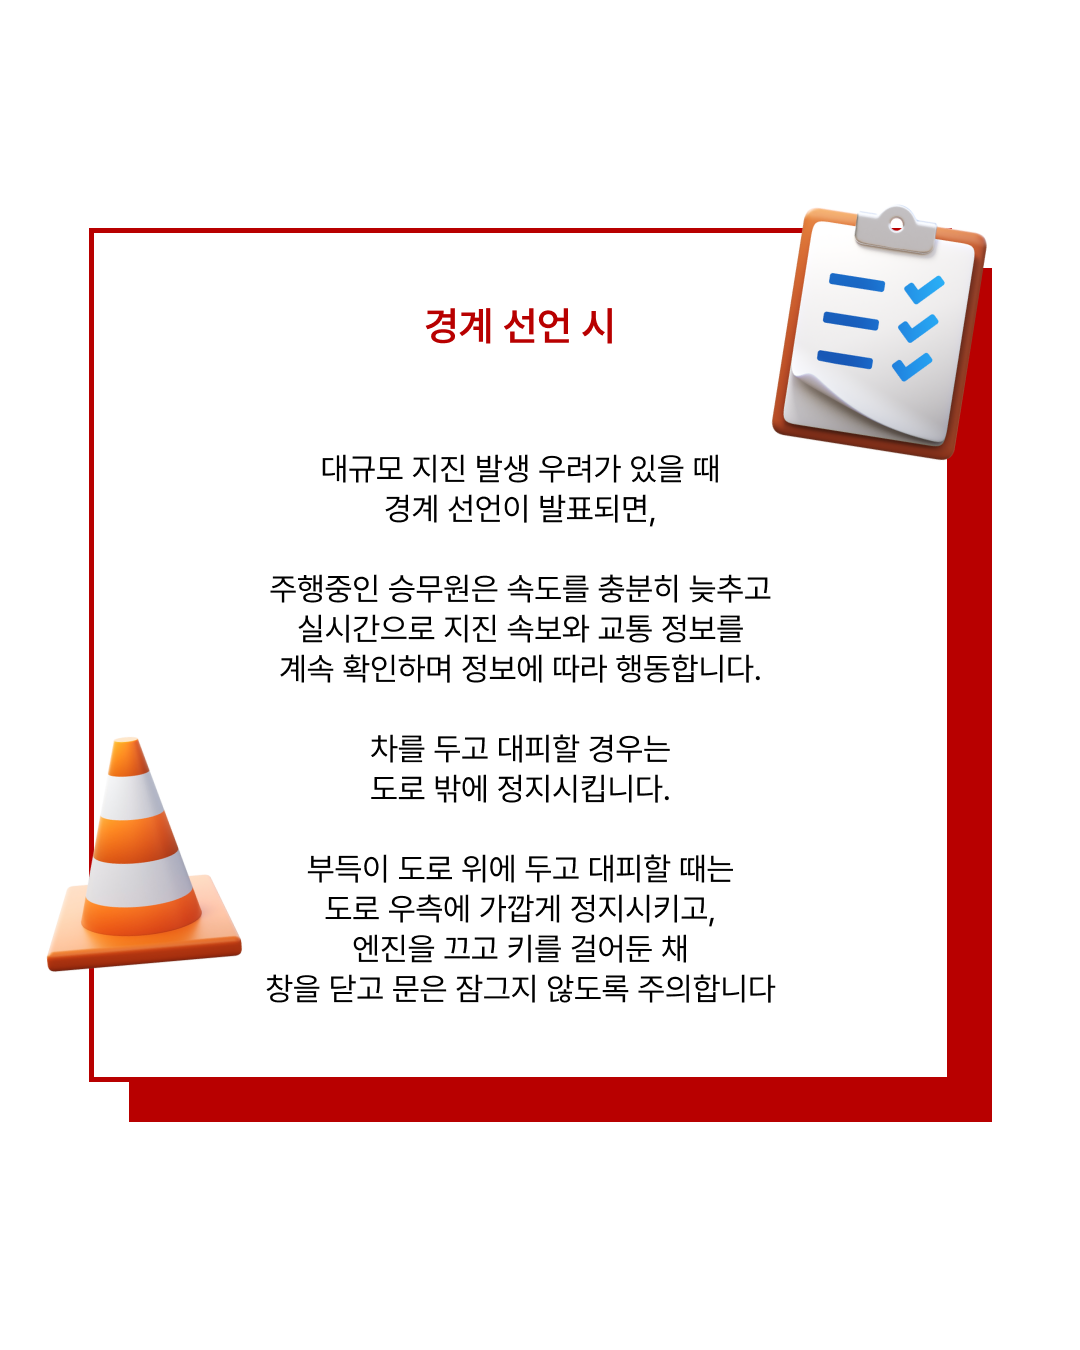 경계 선언 시
대규모 지진 발생 우려가 있을 때
경계 선언이 발표되면,
주행중인 승무원은 속도를 충분히 늦추고
실시간으로 지진 속보와 교통 정보를
계속 확인하며 정보에 따라 행동합니다.
차를 두고 대피할 경우는
도로 밖에 정지시킵니다.
부득이 도로 위에 두고 대피할 때는
도로 우측에 가깝게 정지시키고,
엔진을 끄고 키를 걸어둔 채
창을 닫고 문은 잠그지 않도록 주의합니다